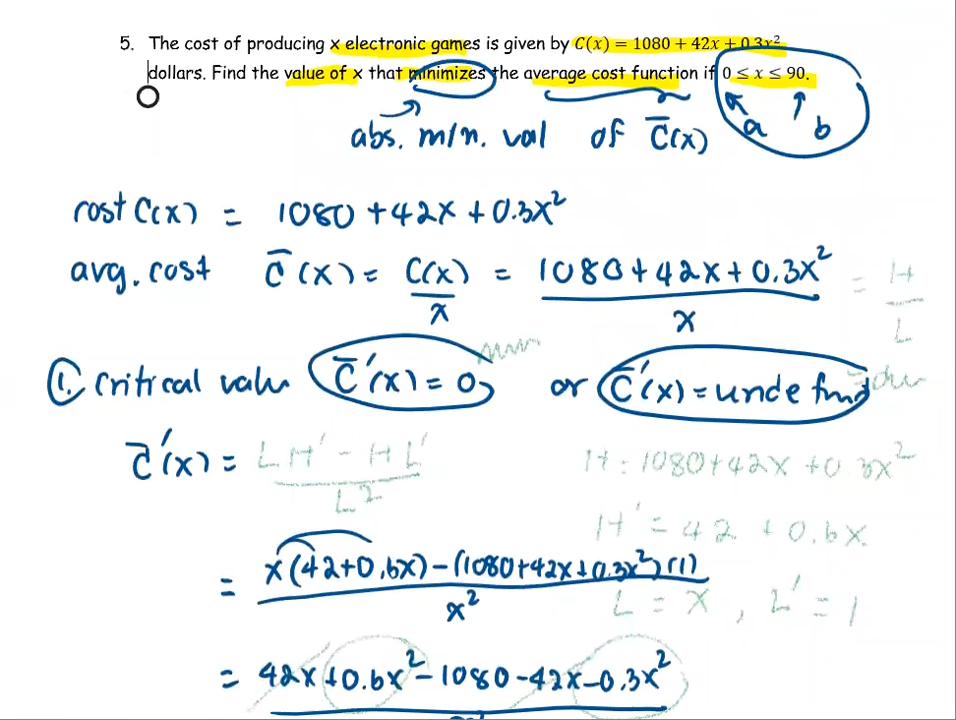 5. The cost of producing x electronic games is given by C(x) = 1080 + 42x + 0.3x²
dollars. Find the value of x that minimizes the average cost function if 0 ≤ x ≤ 90.
a b
abs. min. val of C̅(x)
cost C(x) = 1080 + 42x + 0.3x²
avg. cost C̅(x) = C(x)/x = (1080 + 42x + 0.3x²)/x = H/L
① critical value C̅'(x) = 0, or C̅'(x) = undefined
C̅'(x) = (LH' - HL')/L²
H = 1080 + 42x + 0.3x²
H' = 42 + 0.6x
= (x(42+0.6x) - (1080+42x+0.3x²)(1))/x²
L = x, L' = 1
= 42x + 0.6x² - 1080 - 42x - 0.3x²